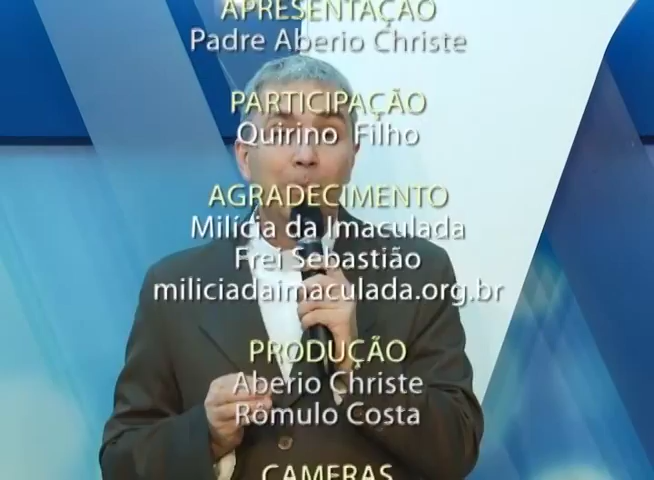 APRESENTAÇÃO
Padre Aberio Christe
PARTICIPAÇÃO
Quirino Filho
AGRADECIMENTO
Milícia da Imaculada
Frei Sebastião
miliciadaimaculada.org.br
PRODUÇÃO
Aberio Christe
Rômulo Costa
CAMERAS